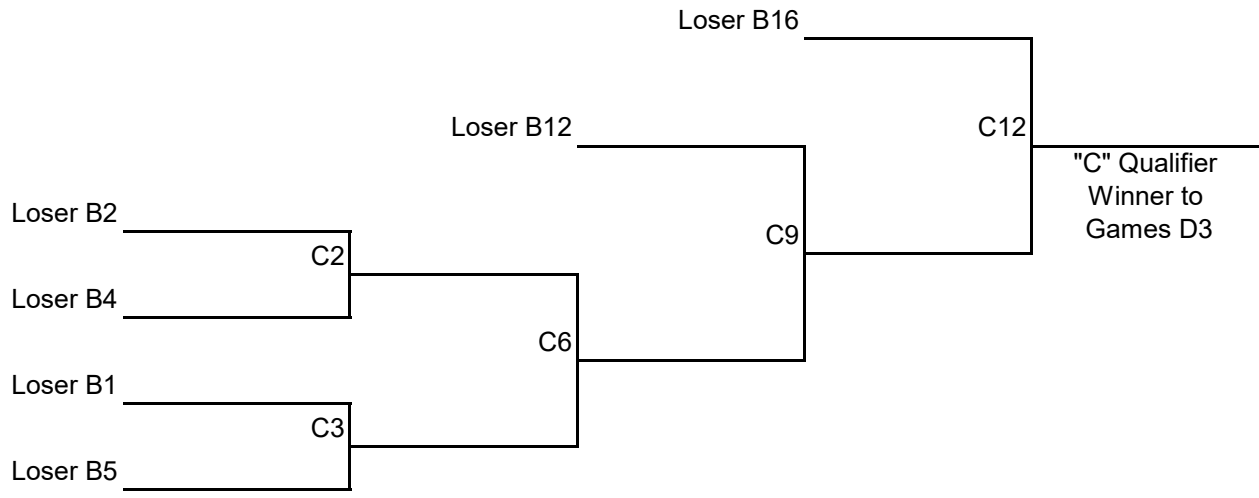 Loser B16
Loser B12
C12
"C" Qualifier
Winner to
Games D3
Loser B2
C9
C2
Loser B4
C6
Loser B1
C3
Loser B5